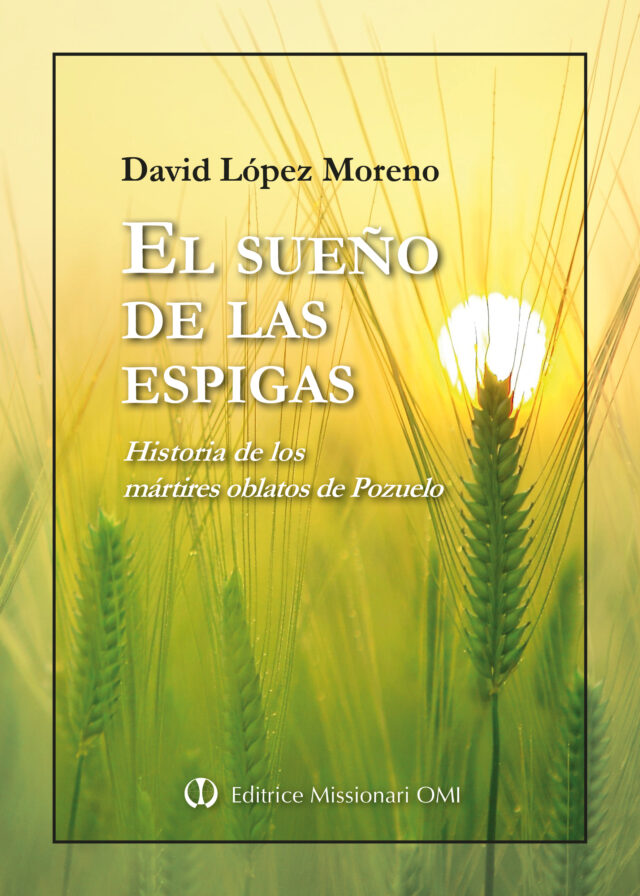 David López Moreno
El sueño
de las
espigas
Historia de los
mártires oblatos de Pozuelo
Editrice Missionari OMI